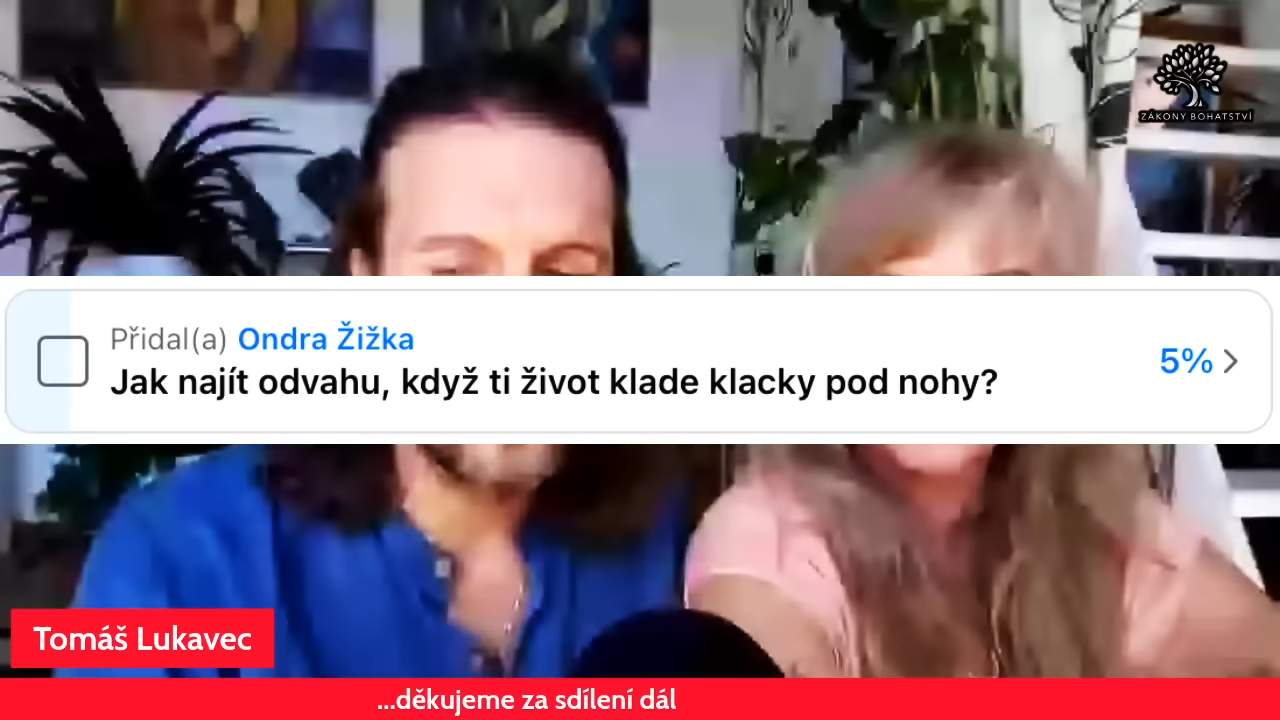 ZÁKONY BOHATSTVÍ
Přidal(a) Ondra Žižka
5%
Jak najít odvahu, když ti život klade klacky pod nohy?
Tomáš Lukavec
...děkujeme za sdílení dál